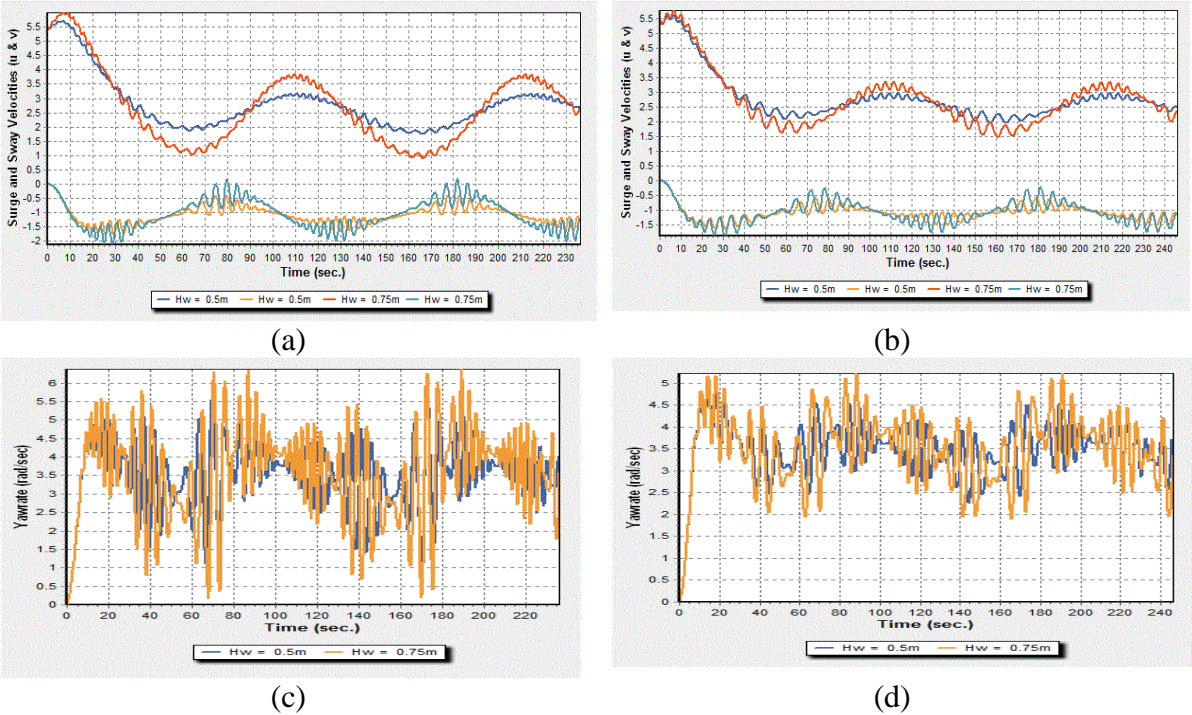 Surge and Sway Velocities (u & v)
5.5
5
4.5
4
3.5
3
2.5
2
1.5
1
0.5
0
-0.5
-1
-1.5
-2
0 10 20 30 40 50 60 70 80 90 100 110 120 130 140 150 160 170 180 190 200 210 220 230
Time (sec.)
Hw = 0.5m Hw = 0.5m Hw = 0.75m Hw = 0.75m
(a)
Surge and Sway Velocities (u & v)
5.5
5
4.5
4
3.5
3
2.5
2
1.5
1
0.5
0
-0.5
-1
-1.5
0 10 20 30 40 50 60 70 80 90 100 110 120 130 140 150 160 170 180 190 200 210 220 230 240
Time (sec.)
Hw = 0.5m Hw = 0.5m Hw = 0.75m Hw = 0.75m
(b)
Yawrate (rad/sec)
6
5.5
5
4.5
4
3.5
3
2.5
2
1.5
1
0.5
0
0 20 40 60 80 100 120 140 160 180 200 220
Time (sec.)
Hw = 0.5m Hw = 0.75m
(c)
Yawrate (rad/sec)
5
4.5
4
3.5
3
2.5
2
1.5
1
0.5
0
0 20 40 60 80 100 120 140 160 180 200 220 240
Time (sec.)
Hw = 0.5m Hw = 0.75m
(d)